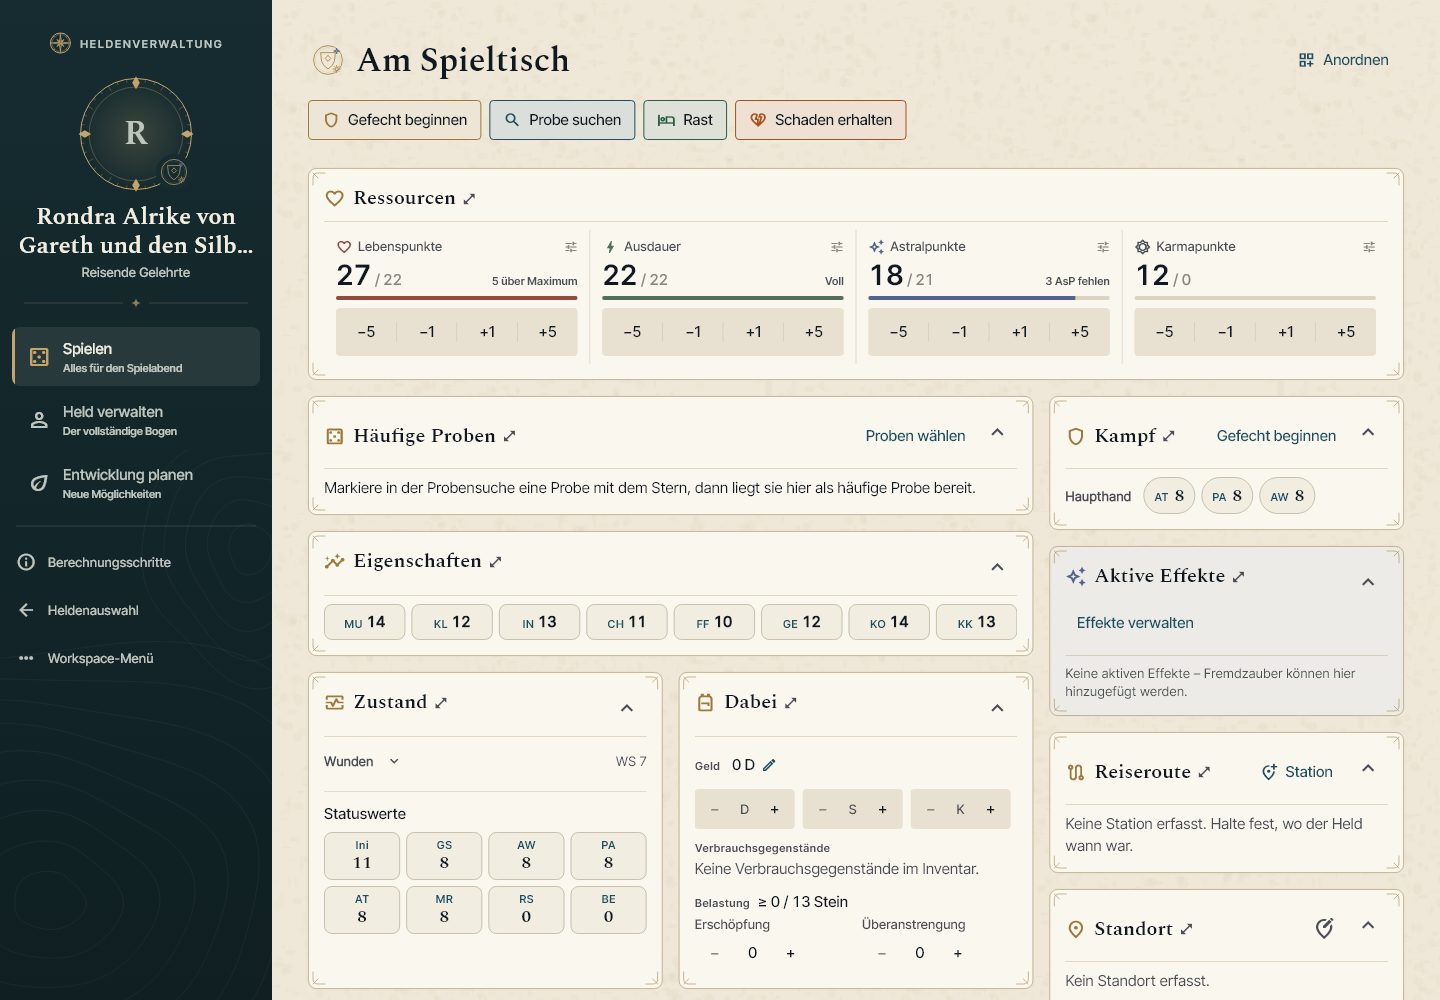 HELDENVERWALTUNG
R
Rondra Alrike von
Gareth und den Silb…
Reisende Gelehrte
Spielen
Alles für den Spielabend
Held verwalten
Der vollständige Bogen
Entwicklung planen
Neue Möglichkeiten
Berechnungsschritte
Heldenauswahl
Workspace-Menü
Am Spieltisch
Anordnen
Gefecht beginnen
Probe suchen
Rast
Schaden erhalten
Ressourcen
Lebenspunkte
27 / 22
5 über Maximum
−5 −1 +1 +5
Ausdauer
22 / 22
Voll
−5 −1 +1 +5
Astralpunkte
18 / 21
3 AsP fehlen
−5 −1 +1 +5
Karmapunkte
12 / 0
−5 −1 +1 +5
Häufige Proben
Proben wählen
Markiere in der Probensuche eine Probe mit dem Stern, dann liegt sie hier als häufige Probe bereit.
Eigenschaften
MU 14 KL 12 IN 13 CH 11 FF 10 GE 12 KO 14 KK 13
Zustand
Wunden
WS 7
Statuswerte
Ini GS AW PA
11 8 8 8
AT MR RS BE
8 8 0 0
Dabei
Geld 0 D
− D + − S + − K +
Verbrauchsgegenstände
Keine Verbrauchsgegenstände im Inventar.
Belastung ≥ 0 / 13 Stein
Erschöpfung Überanstrengung
− 0 + − 0 +
Kampf
Gefecht beginnen
Haupthand AT 8 PA 8 AW 8
Aktive Effekte
Effekte verwalten
Keine aktiven Effekte – Fremdzauber können hier
hinzugefügt werden.
Reiseroute
Station
Keine Station erfasst. Halte fest, wo der Held
wann war.
Standort
Kein Standort erfasst.